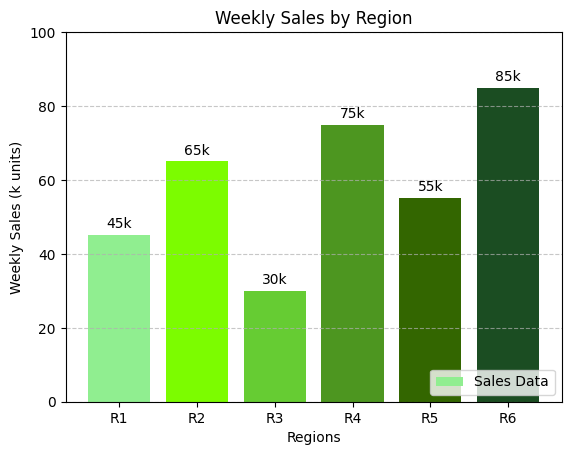 Weekly Sales by Region
Weekly Sales (k units)
100
80
60
40
20
0
45k
65k
30k
75k
55k
85k
Sales Data
R1 R2 R3 R4 R5 R6
Regions